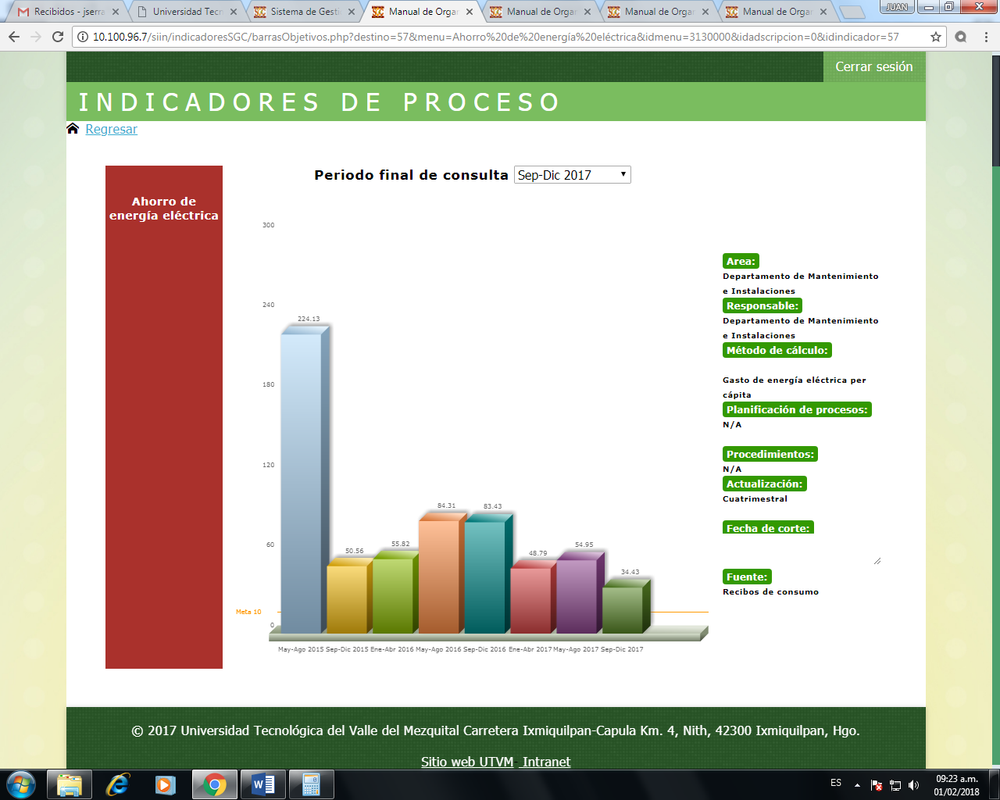 Recibidos - jserra
Universidad Tecn
Sistema de Gesti
Manual de Organ
Manual de Organ
Manual de Organ
Manual de Organ
JUAN
10.100.96.7/siin/indicadoresSGC/barrasObjetivos.php?destino=57&menu=Ahorro%20de%20energía%20eléctrica&idmenu=3130000&idadscripcion=0&idindicador=57
Cerrar sesión
INDICADORES DE PROCESO
Regresar
Ahorro de
energía eléctrica
Periodo final de consulta Sep-Dic 2017
300
240
180
120
60
Meta 10
0
224.13
50.56
55.82
84.31
83.43
48.79
54.95
34.43
May-Ago 2015 Sep-Dic 2015 Ene-Abr 2016 May-Ago 2016 Sep-Dic 2016 Ene-Abr 2017 May-Ago 2017 Sep-Dic 2017
Area:
Departamento de Mantenimiento
e Instalaciones
Responsable:
Departamento de Mantenimiento
e Instalaciones
Método de cálculo:
Gasto de energía eléctrica per
cápita
Planificación de procesos:
N/A
Procedimientos:
N/A
Actualización:
Cuatrimestral
Fecha de corte:
Fuente:
Recibos de consumo
© 2017 Universidad Tecnológica del Valle del Mezquital Carretera Ixmiquilpan-Capula Km. 4, Nith, 42300 Ixmiquilpan, Hgo.
Sitio web UTVM- Intranet
ES
09:23 a.m.
01/02/2018